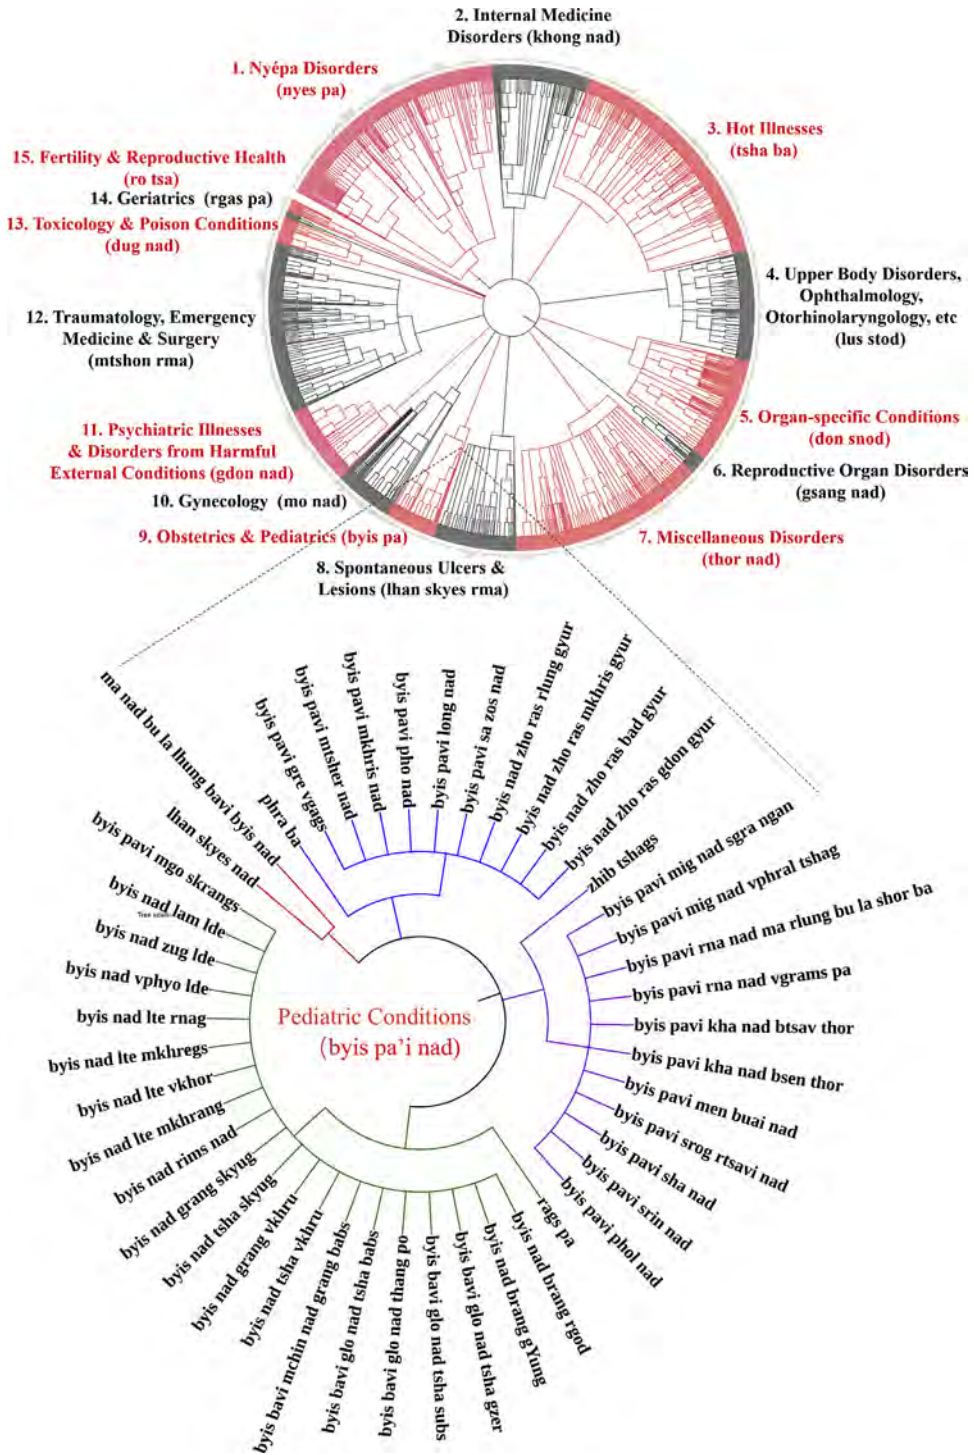 2. Internal Medicine
Disorders (khong nad)
1. Nyépa Disorders
(nyes pa)
3. Hot Illnesses
(tsha ba)
15. Fertility & Reproductive Health
(ro tsa)
14. Geriatrics (rgas pa)
13. Toxicology & Poison Conditions
(dug nad)
4. Upper Body Disorders,
Ophthalmology,
Otorhinolaryngology, etc
(lus stod)
12. Traumatology, Emergency
Medicine & Surgery
(mtshon rma)
5. Organ-specific Conditions
(don snod)
11. Psychiatric Illnesses
& Disorders from Harmful
External Conditions (gdon nad)
6. Reproductive Organ Disorders
(gsang nad)
10. Gynecology (mo nad)
9. Obstetrics & Pediatrics (byis pa)
7. Miscellaneous Disorders
(thor nad)
8. Spontaneous Ulcers &
Lesions (lhan skyes rma)
ma nad bu la lhung bavi byis nad
lhan skyes nad
phra ba
byis pavi gre vgags
byis pavi mtsher nad
byis pavi mkhris nad
byis pavi pho nad
byis pavi long nad
byis pavi sa zos nad
byis nad zho ras rlung gyur
byis nad zho ras mkhris gyur
byis nad zho ras bad gyur
byis nad zho ras gdon gyur
zhib tshags
byis pavi mig nad sgra ngan
byis pavi mig nad vphral tshag
byis pavi rna nad ma rlung bu la shor ba
byis pavi rna nad vgrams pa
byis pavi kha nad btsav thor
byis pavi kha nad bsen thor
byis pavi men buai nad
byis pavi srog rtsavi nad
byis pavi sha nad
byis pavi srin nad
byis pavi phol nad
rags pa
byis nad brang rgod
byis nad brang gYung
byis bavi glo nad tsha gzer
byis bavi glo nad tsha subs
byis bavi glo nad thang po
byis bavi glo nad tsha babs
byis bavi mchin nad grang babs
byis nad tsha vkhru
byis nad grang vkhru
byis nad tsha skyug
byis nad grang skyug
byis nad rims nad
byis nad lte mkhrang
byis nad lte vkhor
byis nad lte mkhregs
byis nad lte rnag
byis nad vphyo lde
byis nad zug lde
byis nad lam lde
byis pavi mgo skrangs
Pediatric Conditions
(byis pa'i nad)